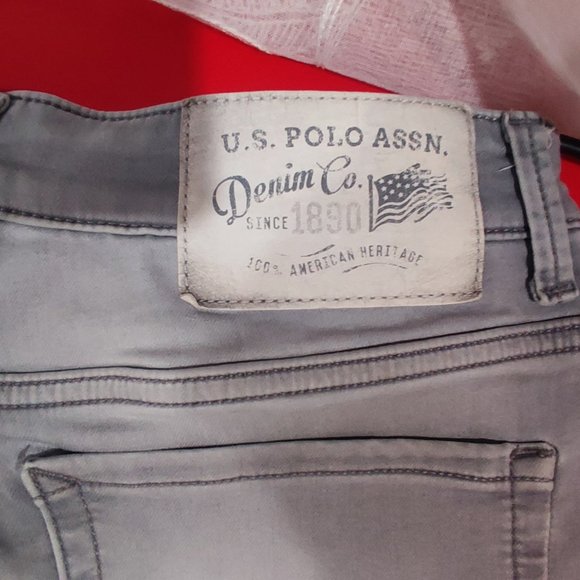 U.S. POLO ASSN.
Denim Co.
SINCE 1890
100% AMERICAN HERITAGE